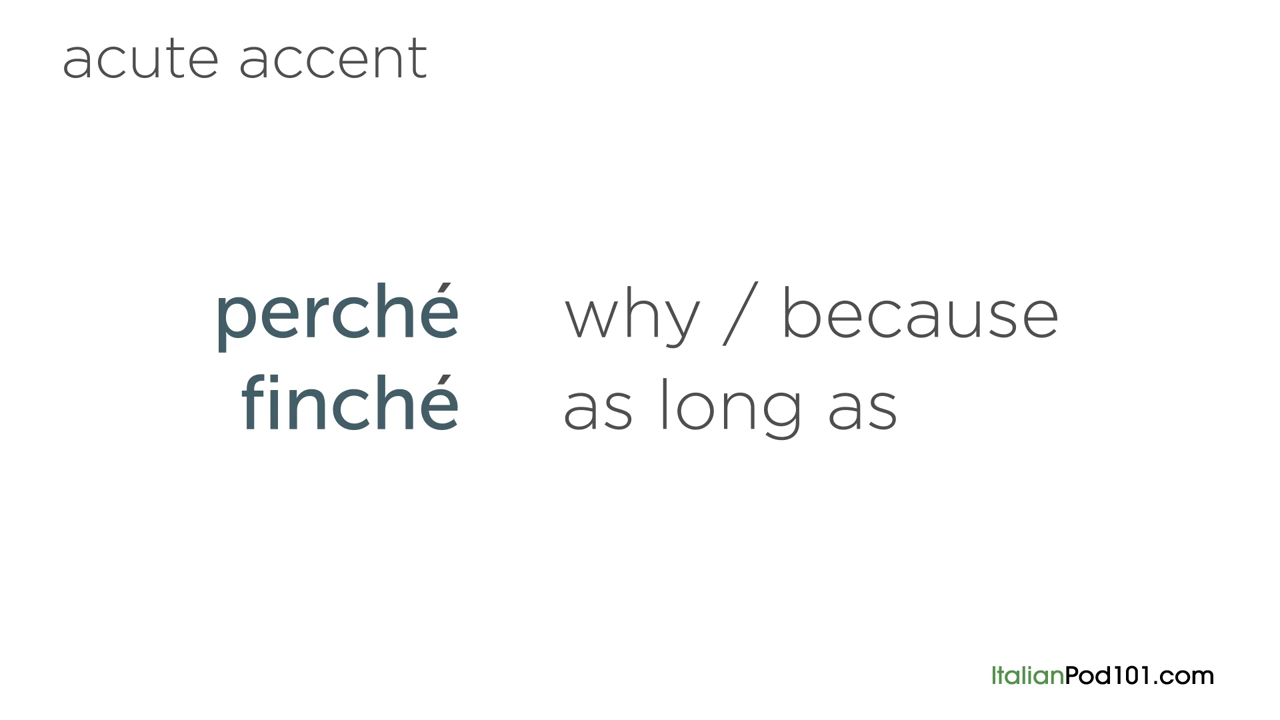 acute accent
perché why / because
finché as long as
ItalianPod101.com